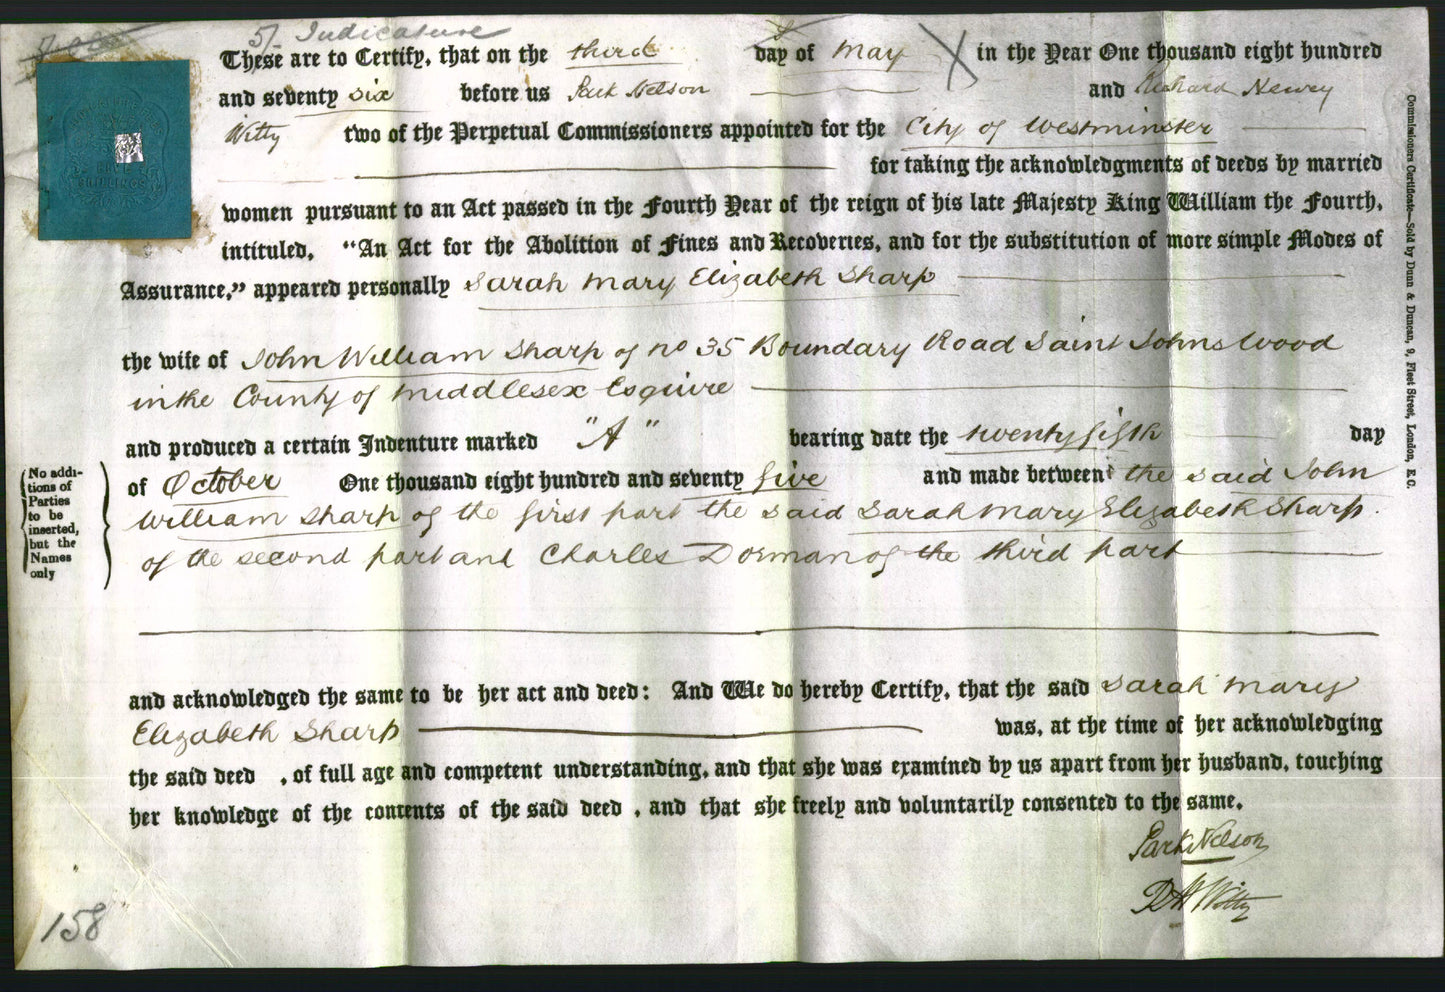 5/- Judicature
These are to Certify, that on the third day of May in the Year One thousand eight hundred
and seventy six before us Park Nelson and Richard Newey
Witty two of the Perpetual Commissioners appointed for the City of Westminster
for taking the acknowledgments of deeds by married
women pursuant to an Act passed in the Fourth Year of the reign of his late Majesty King William the Fourth,
intituled, "An Act for the Abolition of Fines and Recoveries, and for the substitution of more simple Modes of
Assurance," appeared personally Sarah Mary Elizabeth Sharp
the wife of John William Sharp of no 35 Boundary Road Saint Johns Wood
in the County of Middlesex Esquire
and produced a certain Indenture marked "A" bearing date the twenty fifth day
of October One thousand eight hundred and seventy five and made between the said John
William Sharp of the first part the said Sarah Mary Elizabeth Sharp
of the second part and Charles Dorman of the third part
No addi-
tions of
Parties
to be
inserted,
but the
Names
only
and acknowledged the same to be her act and deed: And We do hereby Certify, that the said Sarah Mary
Elizabeth Sharp was, at the time of her acknowledging
the said deed , of full age and competent understanding, and that she was examined by us apart from her husband, touching
her knowledge of the contents of the said deed , and that she freely and voluntarily consented to the same.
Park Nelson
R N Witty
158
Commissioners Certificate—Sold by Dunn & Duncan, 9, Fleet Street, London, E.C.
FIVE
SHILLINGS